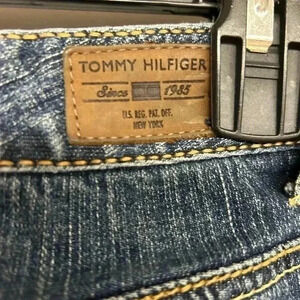 TOMMY HILFIGER
Since 1985
U.S. REG. PAT. OFF.
NEW YORK